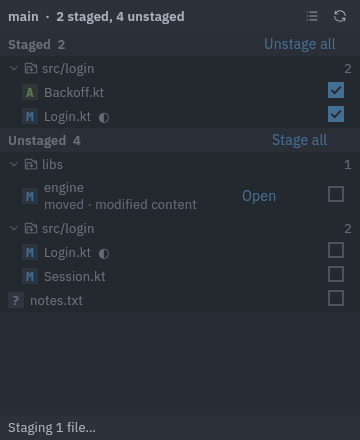 main · 2 staged, 4 unstaged
Staged 2 Unstage all
src/login 2
A Backoff.kt
M Login.kt
Unstaged 4 Stage all
libs 1
M engine
moved · modified content Open
src/login 2
M Login.kt
M Session.kt
? notes.txt
Staging 1 file...